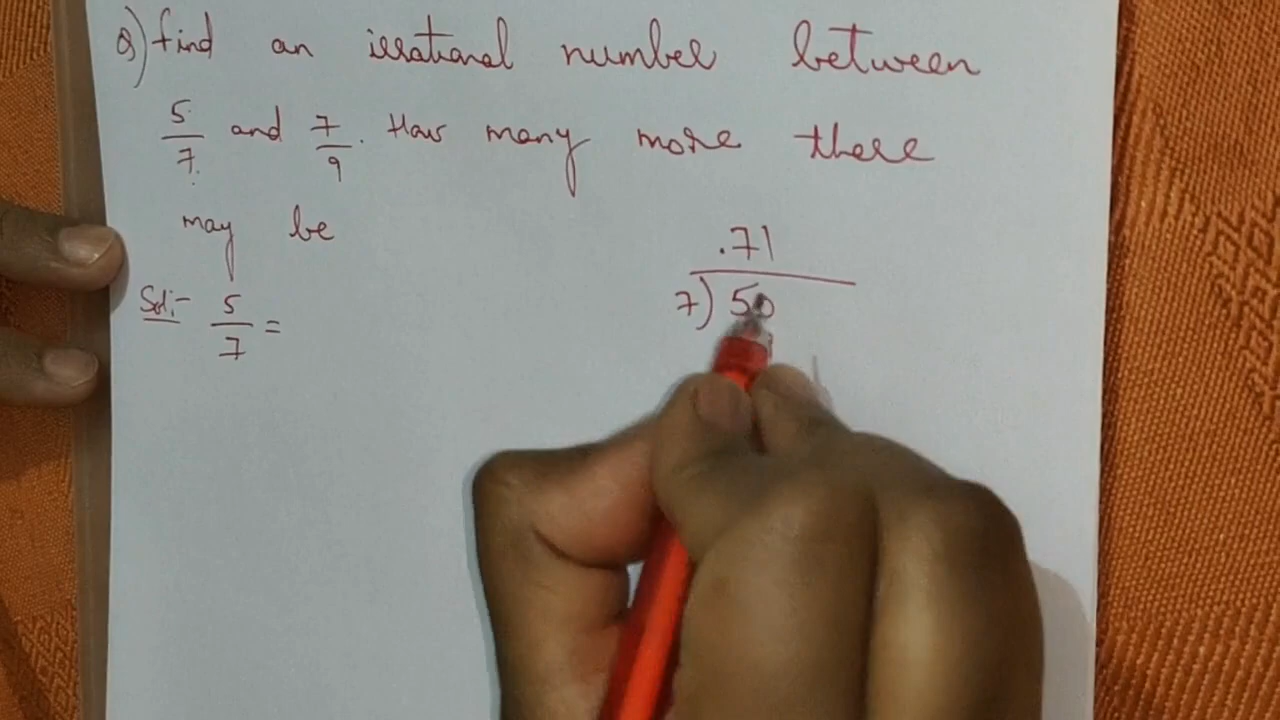 Q) find an irrational number between
5/7 and 7/9. How many more there
may be
Sol:- 5/7 =
.71
7) 50